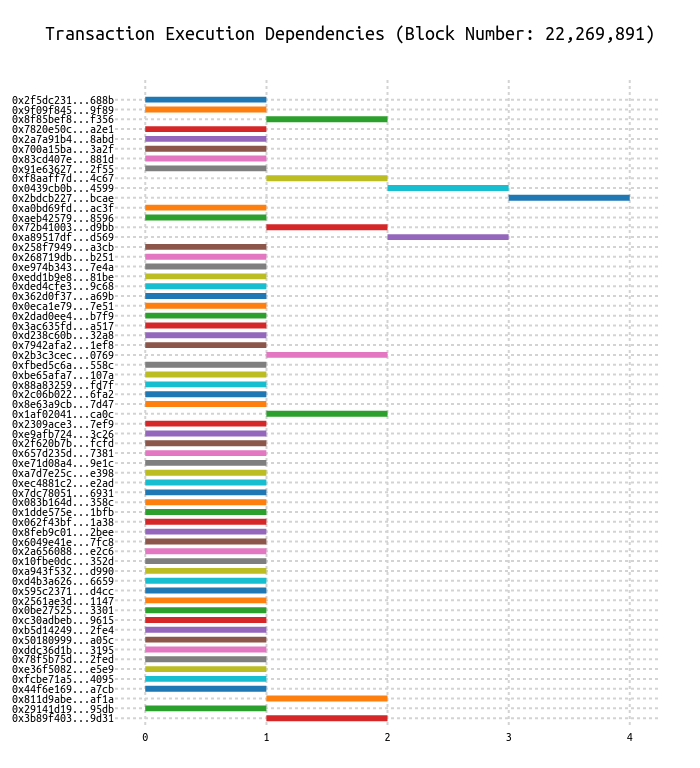 Transaction Execution Dependencies (Block Number: 22,269,891)
0x2f5dc231...688b
0x9f09f845...9f89
0x8f85bef8...f356
0x7820e50c...a2e1
0x2a7a91b4...8abd
0x700a15ba...3a2f
0x83cd407e...881d
0x91e63627...2f55
0xf8aaff7d...4c67
0x0439cb0b...4599
0x2bdcb227...bcae
0xa0bd69fd...ac3f
0xaeb42579...8596
0x72b41003...d9bb
0xa89517df...d569
0x258f7949...a3cb
0x268719db...b251
0xe974b343...7e4a
0xedd1b9e8...81be
0xded4cfe3...9c68
0x362d0f37...a69b
0x0eca1e79...7e51
0x2dad0ee4...b7f9
0x3ac635fd...a517
0xd238c60b...32a8
0x7942afa2...1ef8
0x2b3c3cec...0769
0xfbed5c6a...558c
0xbe65afa7...107a
0x88a83259...fd7f
0x2c06b022...6fa2
0x8e63a9cb...7d47
0x1af02041...ca0c
0x2309ace3...7ef9
0xe9afb724...3c26
0x2f620b7b...fcfd
0x657d235d...7381
0xe71d08a4...9e1c
0xa7d7e25c...e398
0xec4881c2...e2ad
0x7dc78051...6931
0x083b164d...358c
0x1dde575e...1bfb
0x062f43bf...1a38
0x8feb9c01...2bee
0x6049e41e...7fc8
0x2a656088...e2c6
0x10fbe0dc...352d
0xa943f532...d990
0xd4b3a626...6659
0x595c2371...d4cc
0x2561ae3d...1147
0x0be27525...3301
0xc30adbeb...9615
0xb5d14249...2fe4
0x50180999...a05c
0xddc36d1b...3195
0x78f5b75d...2fed
0xe36f5082...e5e9
0xfcbe71a5...4095
0x44f6e169...a7cb
0x811d9abe...af1a
0x29141d19...95db
0x3b89f403...9d31
0 1 2 3 4